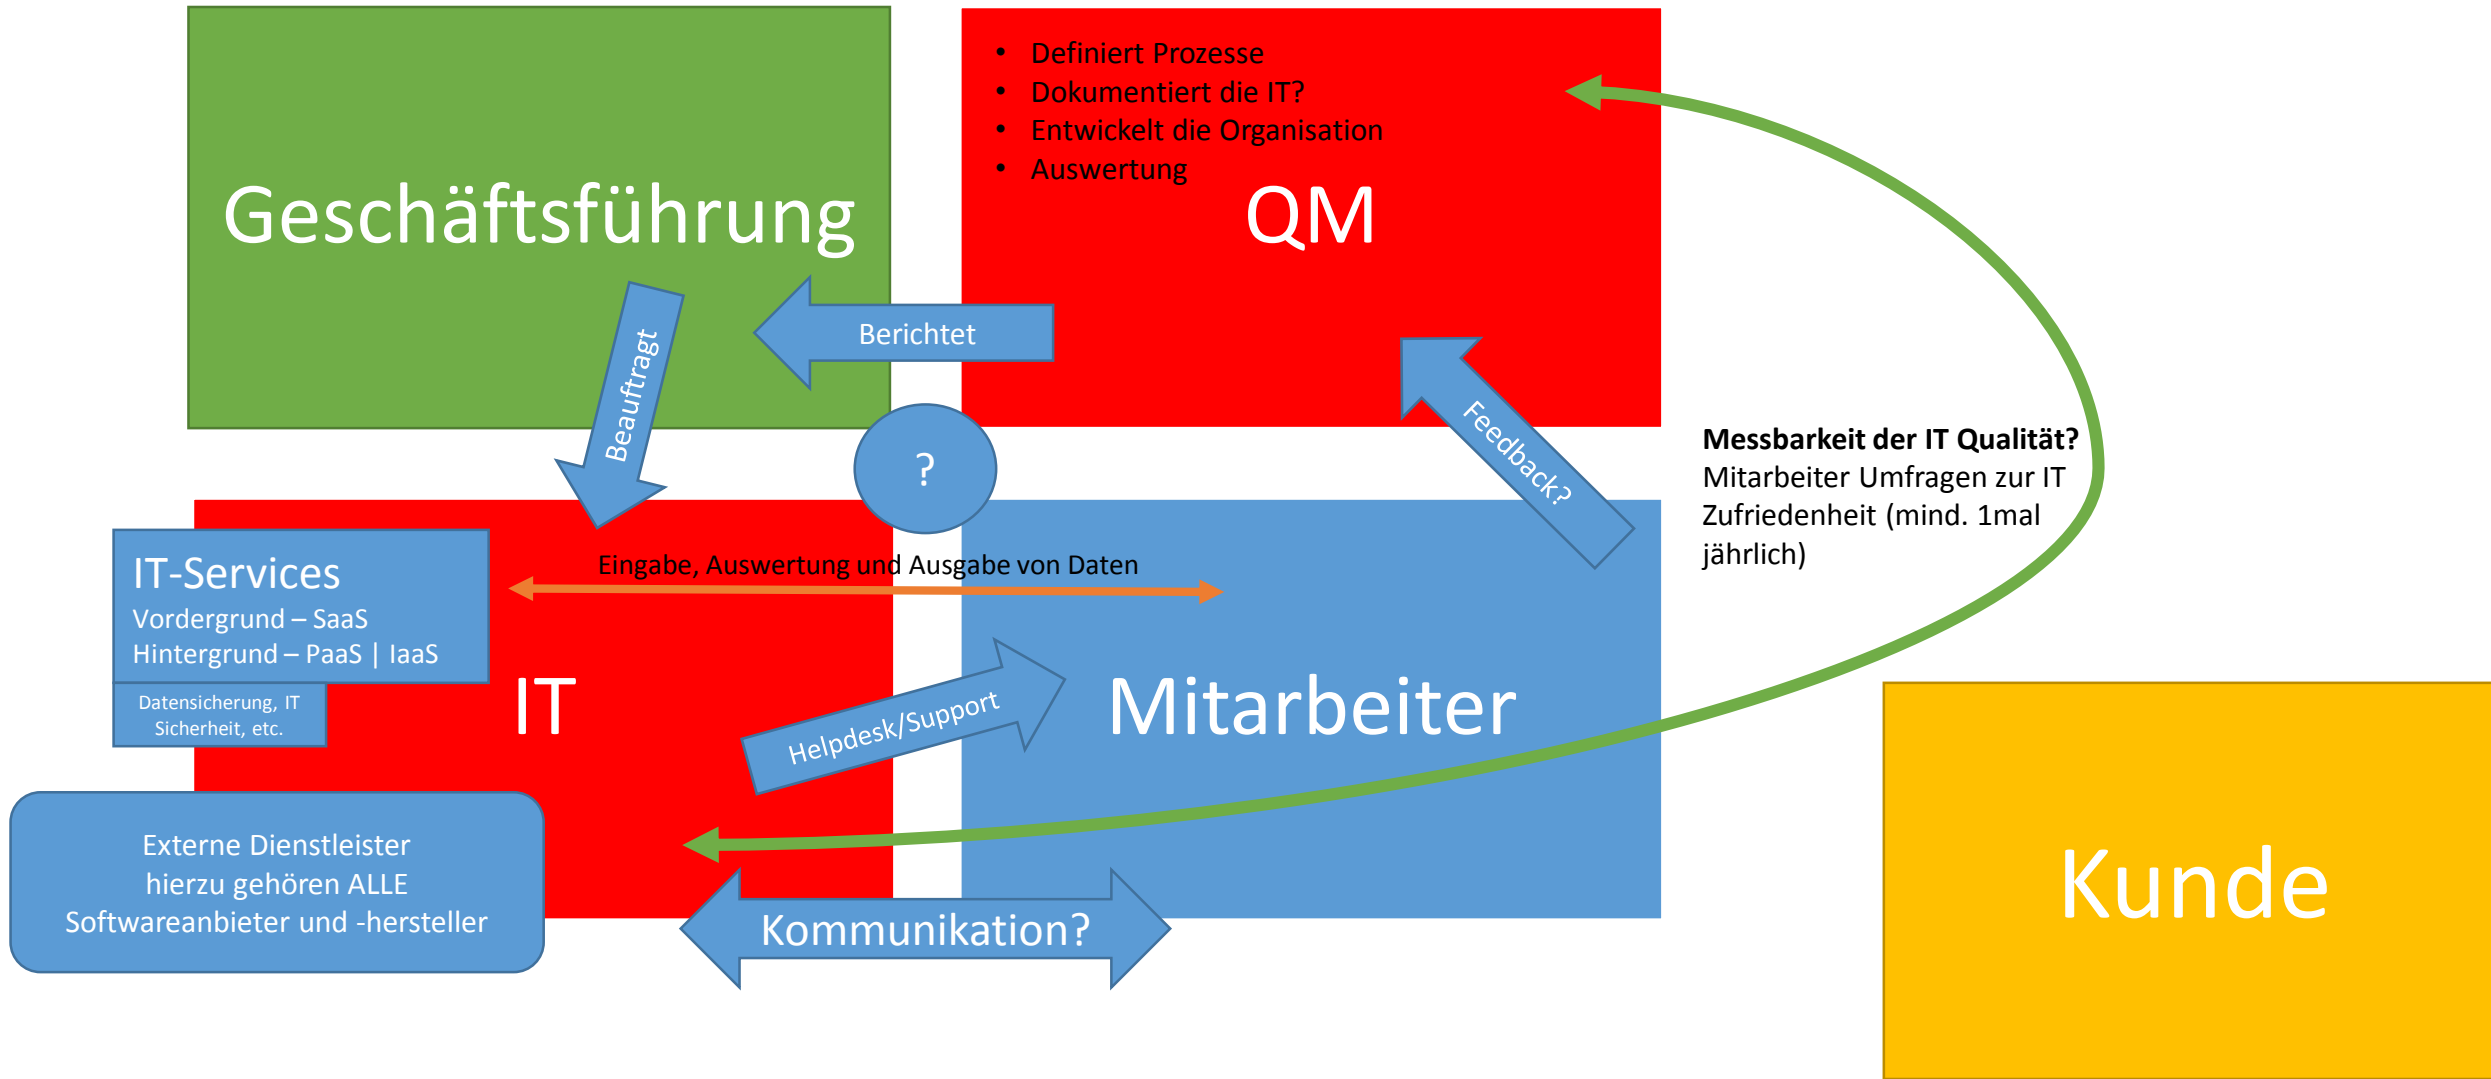 • Definiert Prozesse
• Dokumentiert die IT?
• Entwickelt die Organisation
• Auswertung
Geschäftsführung
QM
Berichtet
Beauftragt
?
Feedback?
Messbarkeit der IT Qualität?
Mitarbeiter Umfragen zur IT
Zufriedenheit (mind. 1mal
jährlich)
Eingabe, Auswertung und Ausgabe von Daten
IT-Services
Vordergrund – SaaS
Hintergrund – PaaS | IaaS
Datensicherung, IT
Sicherheit, etc.
IT
Helpdesk/Support
Mitarbeiter
Externe Dienstleister
hierzu gehören ALLE
Softwareanbieter und -hersteller
Kommunikation?
Kunde